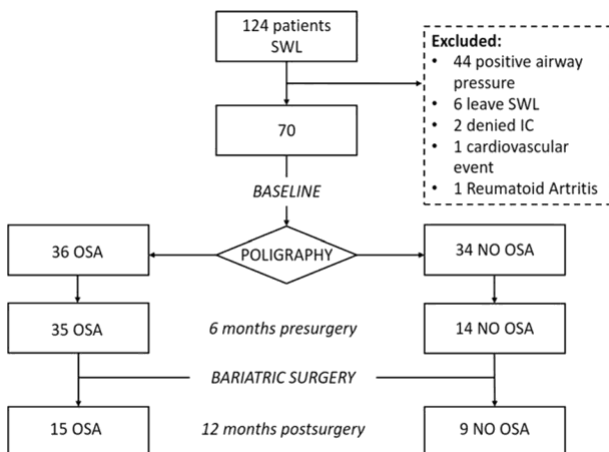 124 patients
SWL
Excluded:
• 44 positive airway
pressure
• 6 leave SWL
• 2 denied IC
• 1 cardiovascular
event
• 1 Reumatoid Artritis
70
BASELINE
36 OSA
POLIGRAPHY
34 NO OSA
35 OSA
6 months presurgery
14 NO OSA
BARIATRIC SURGERY
15 OSA
12 months postsurgery
9 NO OSA